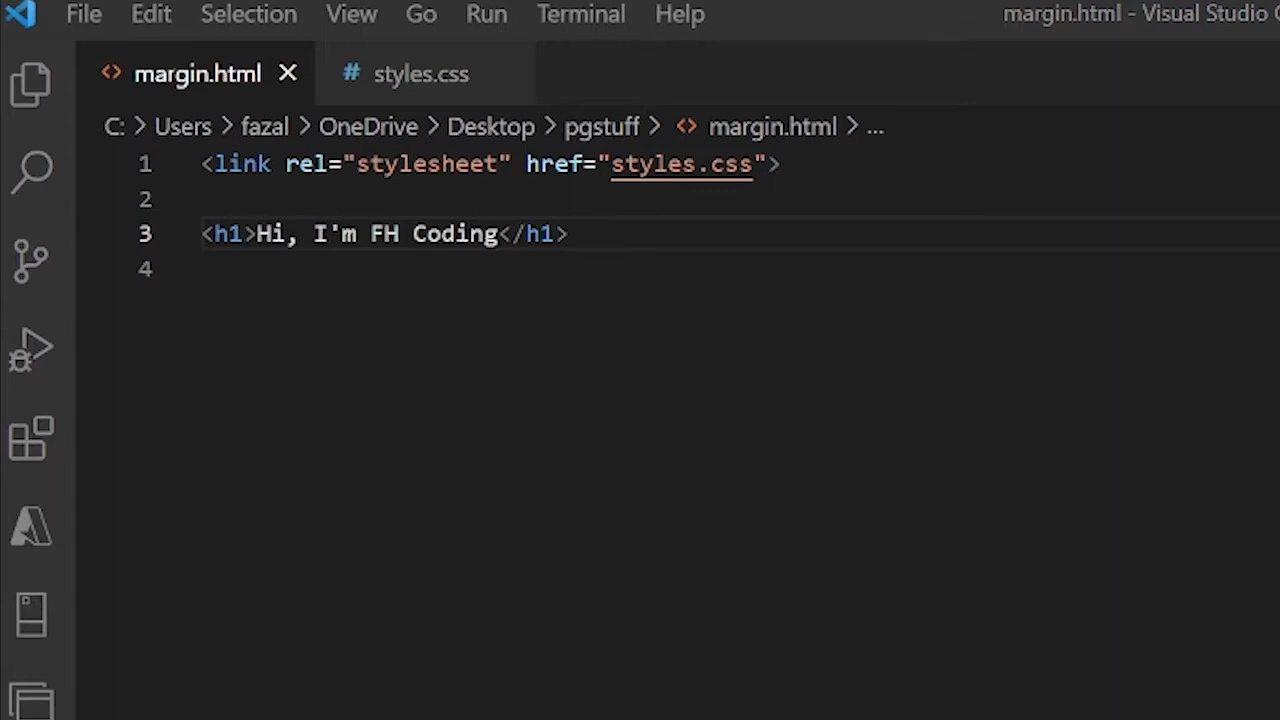 File Edit Selection View Go Run Terminal Help margin.html - Visual Studio
margin.html styles.css
C: > Users > fazal > OneDrive > Desktop > pgstuff > margin.html > ...
1 <link rel="stylesheet" href="styles.css">
2
3 <h1>Hi, I'm FH Coding</h1>
4